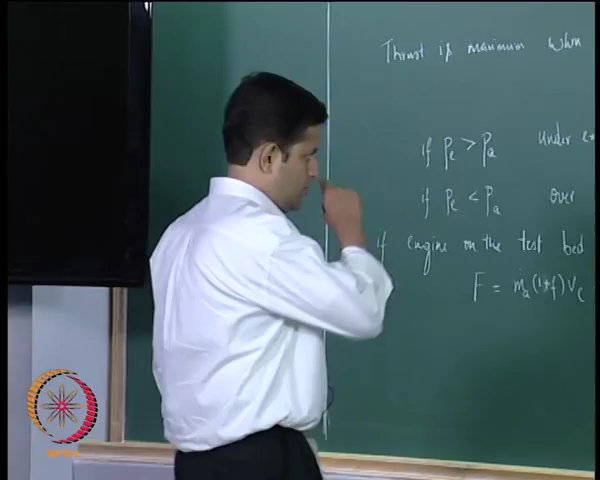 Thrust is maximum when
if Pe > Pa Under
if Pe < Pa over
if engine on the test bed
F = ṁa(1+f)Ve